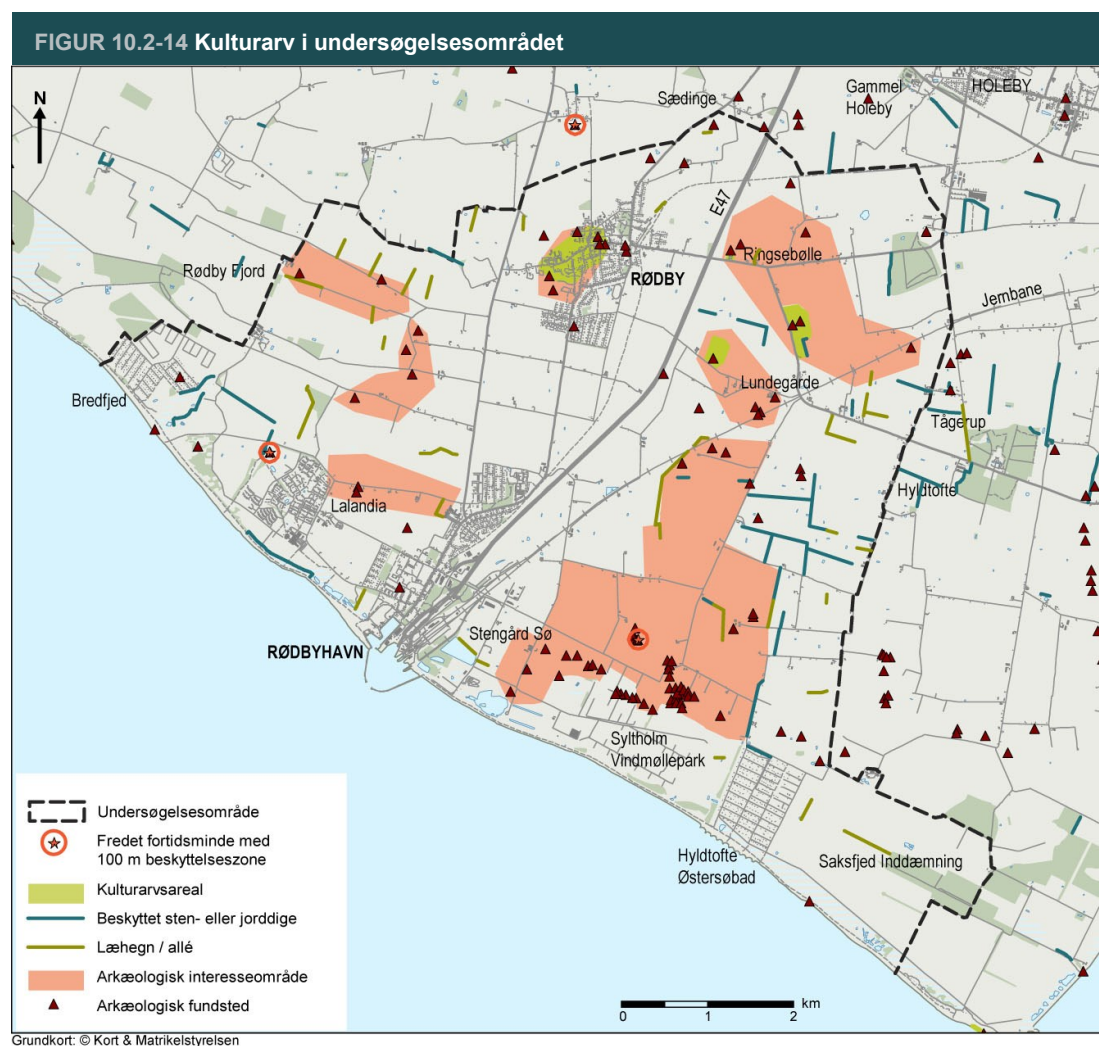 FIGUR 10.2-14 Kulturarv i undersøgelsesområdet
N
Sædinge
Gammel
Holeby
HOLEBY
E47
Rødby Fjord
RØDBY
Ringsebølle
Jernbane
Bredfjed
Lundegårde
Tågerup
Hyldtofte
Lalandia
Stengård Sø
RØDBYHAVN
Syltholm
Vindmøllepark
Hyldtofte
Østersøbad
Saksfjed Inddæmning
Undersøgelsesområde
Fredet fortidsminde med
100 m beskyttelseszone
Kulturarvsareal
Beskyttet sten- eller jorddige
Læhegn / allé
Arkæologisk interesseområde
Arkæologisk fundsted
km
0 1 2
Grundkort: © Kort & Matrikelstyrelsen